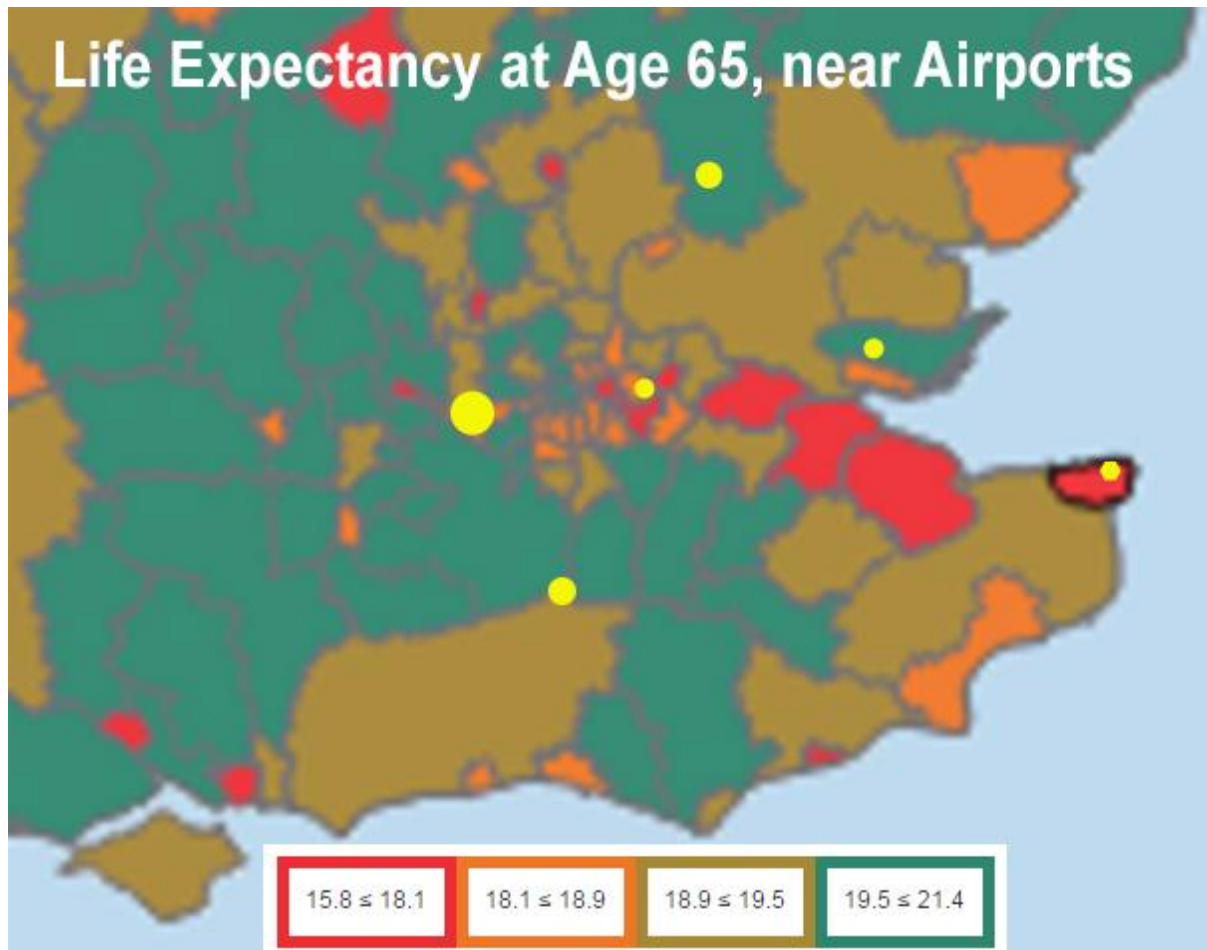 Life Expectancy at Age 65, near Airports
15.8 ≤ 18.1 18.1 ≤ 18.9 18.9 ≤ 19.5 19.5 ≤ 21.4